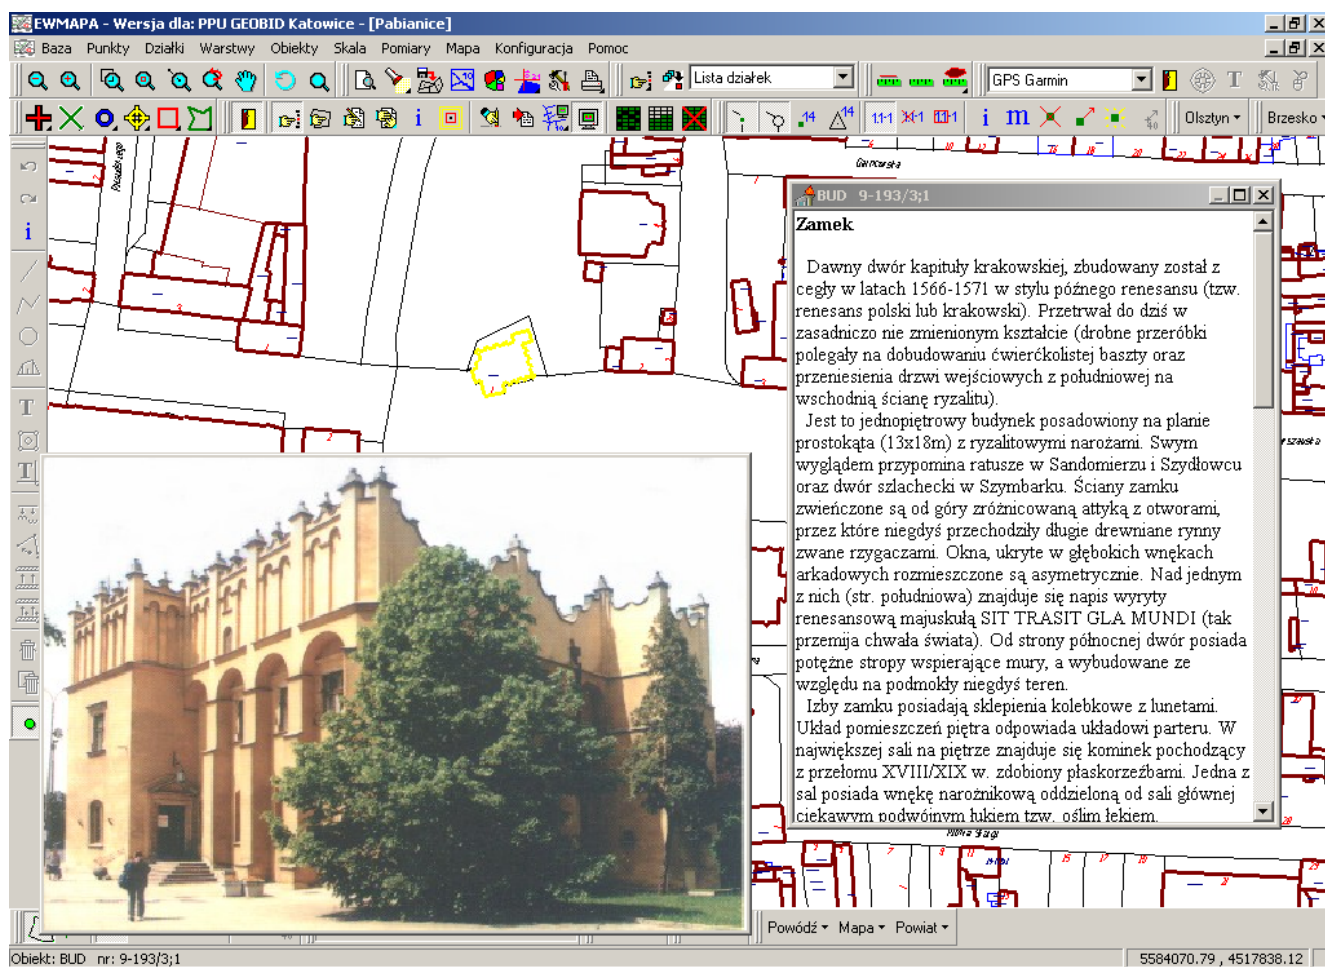 EWMAPA - Wersja dla: PPU GEOBID Katowice - [Pabianice]
Baza Punkty Działki Warstwy Obiekty Skala Pomiary Mapa Konfiguracja Pomoc
Lista działek
GPS Garmin
Olsztyn
Brzesko
Garncarska
BUD 9-193/3;1
Zamek
Dawny dwór kapituły krakowskiej, zbudowany został z
cegły w latach 1566-1571 w stylu późnego renesansu (tzw.
renesans polski lub krakowski). Przetrwał do dziś w
zasadniczo nie zmienionym kształcie (drobne przeróbki
polegały na dobudowaniu ćwierćkolistej baszty oraz
przeniesienia drzwi wejściowych z południowej na
wschodnią ścianę ryzalitu).
Jest to jednopiętrowy budynek posadowiony na planie
prostokąta (13x18m) z ryzalitowymi narożami. Swym
wyglądem przypomina ratusze w Sandomierzu i Szydłowcu
oraz dwór szlachecki w Szymbarku. Ściany zamku
zwieńczone są od góry zróżnicowaną attyką z otworami,
przez które niegdyś przechodziły długie drewniane rynny
zwane rzygaczami. Okna, ukryte w głębokich wnękach
arkadowych rozmieszczone są asymetrycznie. Nad jednym
z nich (str. południowa) znajduje się napis wyryty
renesansową majuskułą SIT TRASIT GLA MUNDI (tak
przemija chwała świata). Od strony północnej dwór posiada
potężne stropy wspierające mury, a wybudowane ze
względu na podmokły niegdyś teren.
Izby zamku posiadają sklepienia kolebkowe z lunetami.
Układ pomieszczeń piętra odpowiada układowi parteru. W
największej sali na piętrze znajduje się kominek pochodzący
z przełomu XVIII/XIX w. zdobiony płaskorzeźbami. Jedna z
sal posiada wnękę narożnikową oddzieloną od sali głównej
ciekawym podwójnym łukiem tzw. oślim łękiem.
Piotra Skargi
Powódź Mapa Powiat
Obiekt: BUD nr: 9-193/3;1
5584070.79 , 4517838.12